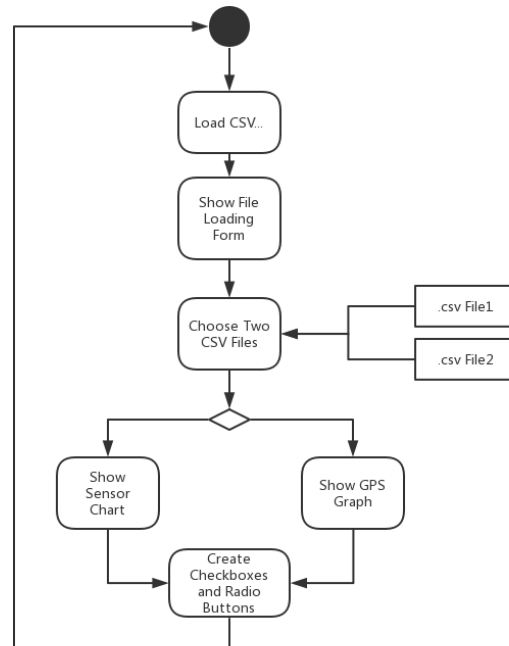 Load CSV...
Show File
Loading
Form
Choose Two
CSV Files
.csv File1
.csv File2
Show
Sensor
Chart
Show GPS
Graph
Create
Checkboxes
and Radio
Buttons